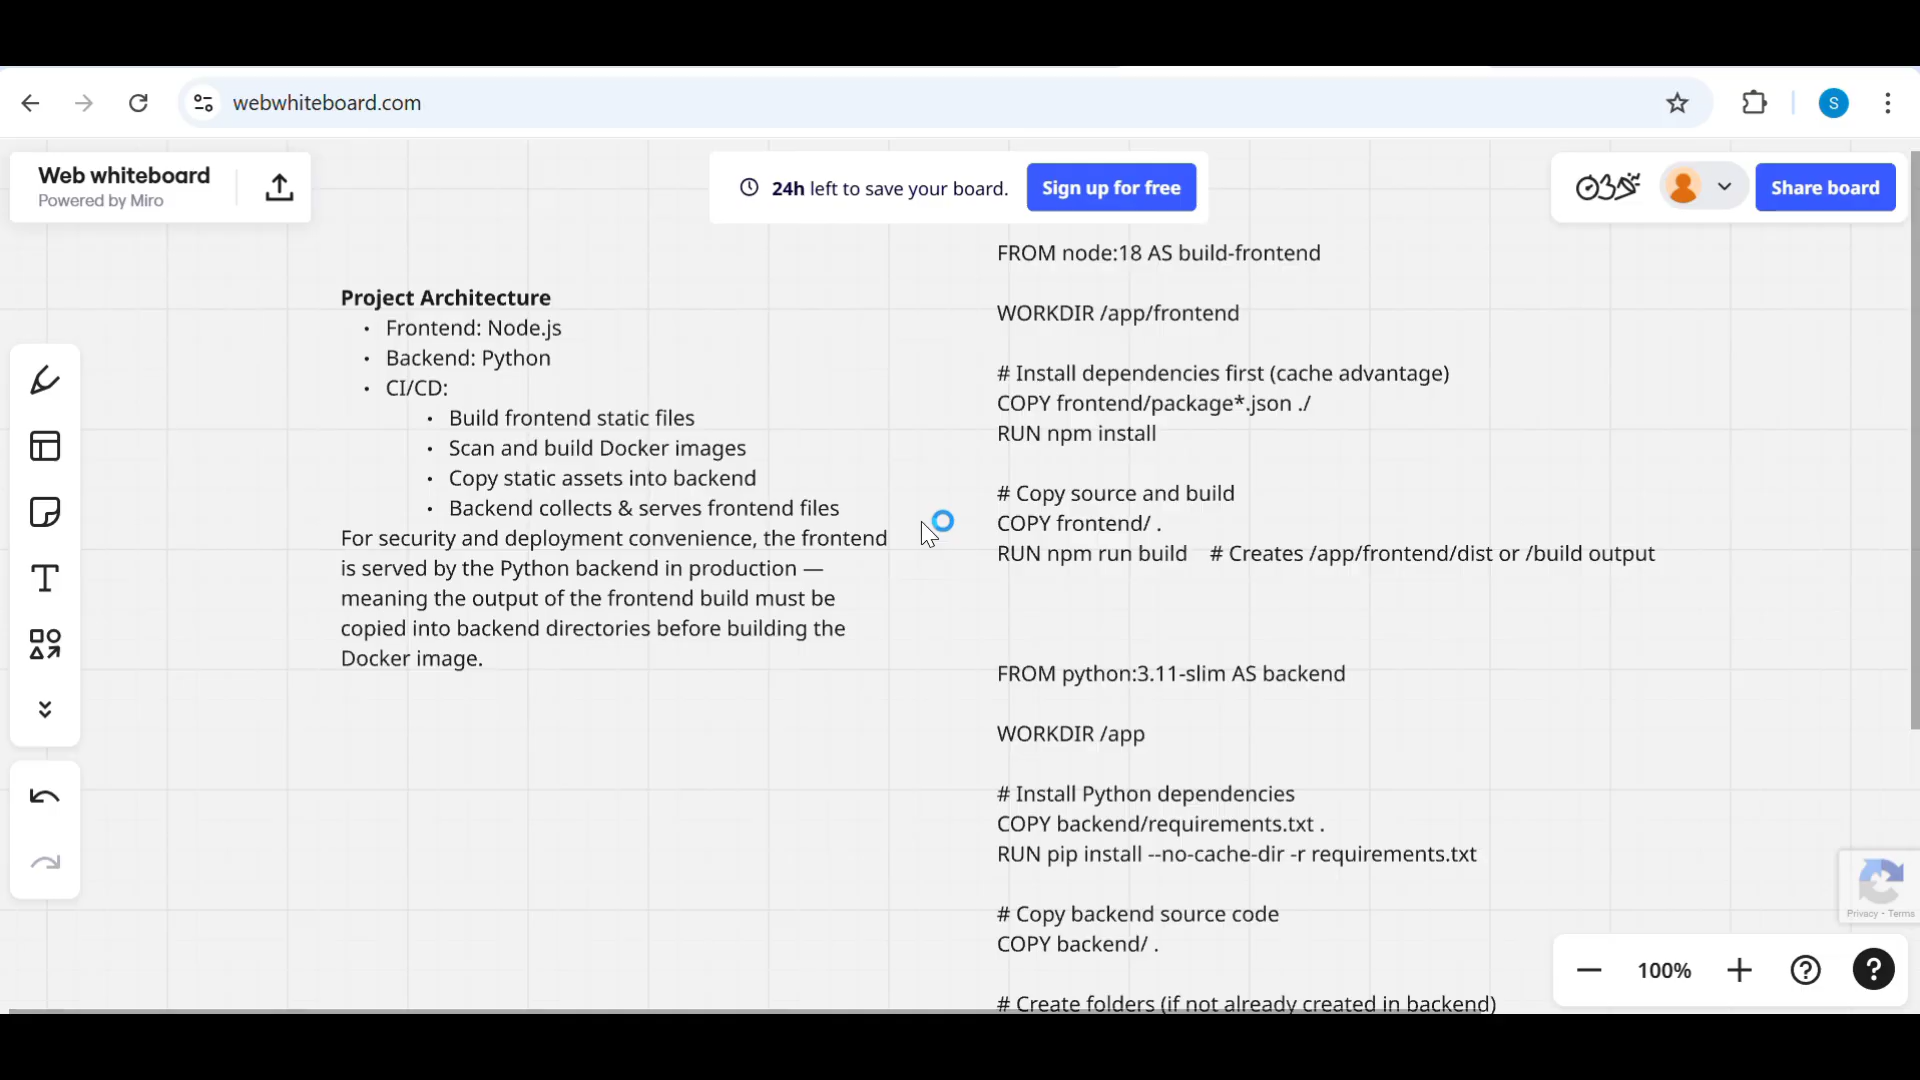 webwhiteboard.com
S
Web whiteboard
Powered by Miro
24h left to save your board.
Sign up for free
Share board
Project Architecture
• Frontend: Node.js
• Backend: Python
• CI/CD:
• Build frontend static files
• Scan and build Docker images
• Copy static assets into backend
• Backend collects & serves frontend files
For security and deployment convenience, the frontend
is served by the Python backend in production —
meaning the output of the frontend build must be
copied into backend directories before building the
Docker image.
FROM node:18 AS build-frontend
WORKDIR /app/frontend
# Install dependencies first (cache advantage)
COPY frontend/package*.json ./
RUN npm install
# Copy source and build
COPY frontend/ .
RUN npm run build # Creates /app/frontend/dist or /build output
FROM python:3.11-slim AS backend
WORKDIR /app
# Install Python dependencies
COPY backend/requirements.txt .
RUN pip install --no-cache-dir -r requirements.txt
# Copy backend source code
COPY backend/ .
# Create folders (if not already created in backend)
Privacy - Terms
100%